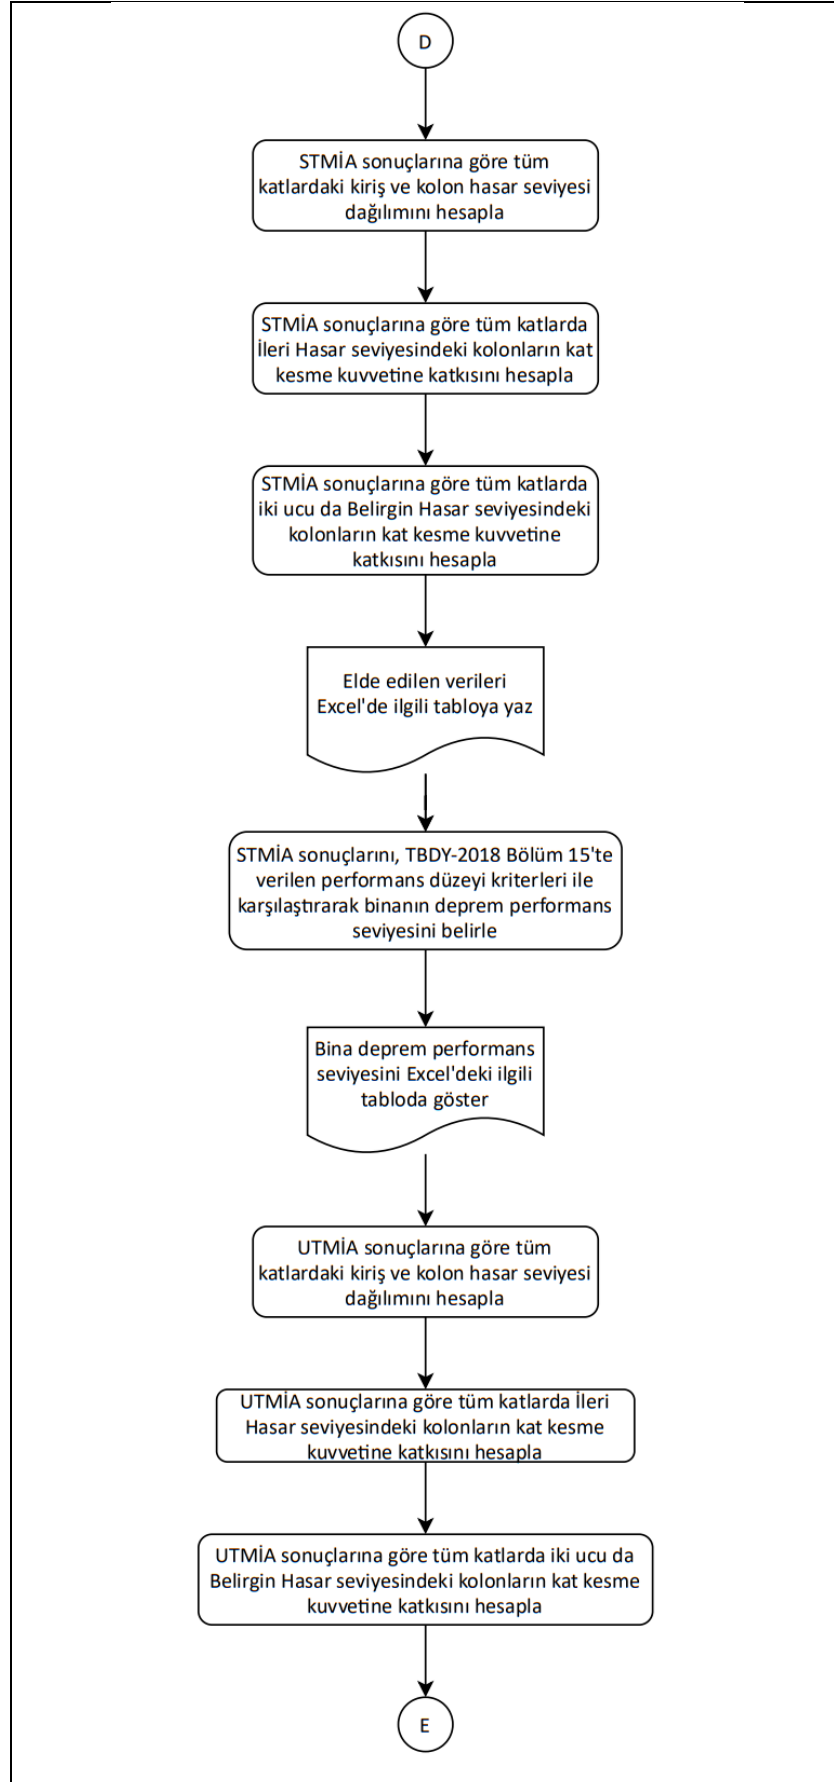 D
STMİA sonuçlarına göre tüm
katlardaki kiriş ve kolon hasar seviyesi
dağılımını hesapla
STMİA sonuçlarına göre tüm katlarda
İleri Hasar seviyesindeki kolonların kat
kesme kuvvetine katkısını hesapla
STMİA sonuçlarına göre tüm katlarda
iki ucu da Belirgin Hasar seviyesindeki
kolonların kat kesme kuvvetine
katkısını hesapla
Elde edilen verileri
Excel'de ilgili tabloya yaz
STMİA sonuçlarını, TBDY-2018 Bölüm 15'te
verilen performans düzeyi kriterleri ile
karşılaştırarak binanın deprem performans
seviyesini belirle
Bina deprem performans
seviyesini Excel'deki ilgili
tabloda göster
UTMİA sonuçlarına göre tüm
katlardaki kiriş ve kolon hasar seviyesi
dağılımını hesapla
UTMİA sonuçlarına göre tüm katlarda İleri
Hasar seviyesindeki kolonların kat kesme
kuvvetine katkısını hesapla
UTMİA sonuçlarına göre tüm katlarda iki ucu da
Belirgin Hasar seviyesindeki kolonların kat kesme
kuvvetine katkısını hesapla
E